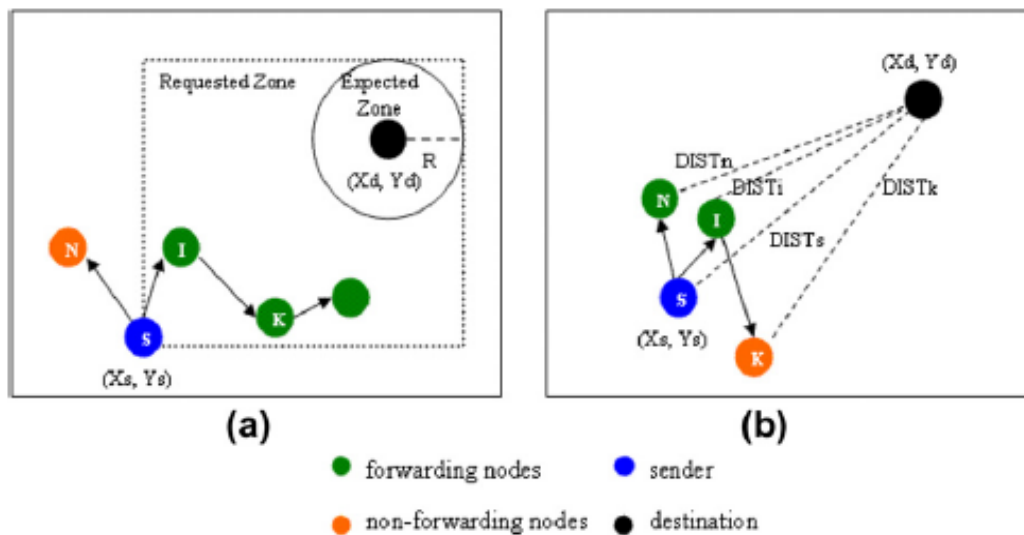 Requested Zone
Expected
Zone
R
(Xd, Yd)
N
I
K
S
(Xs, Ys)
(a)
(Xd, Yd)
DISTn
DISTi
DISTk
N
I
DISTs
S
(Xs, Ys)
K
(b)
forwarding nodes
sender
non-forwarding nodes
destination